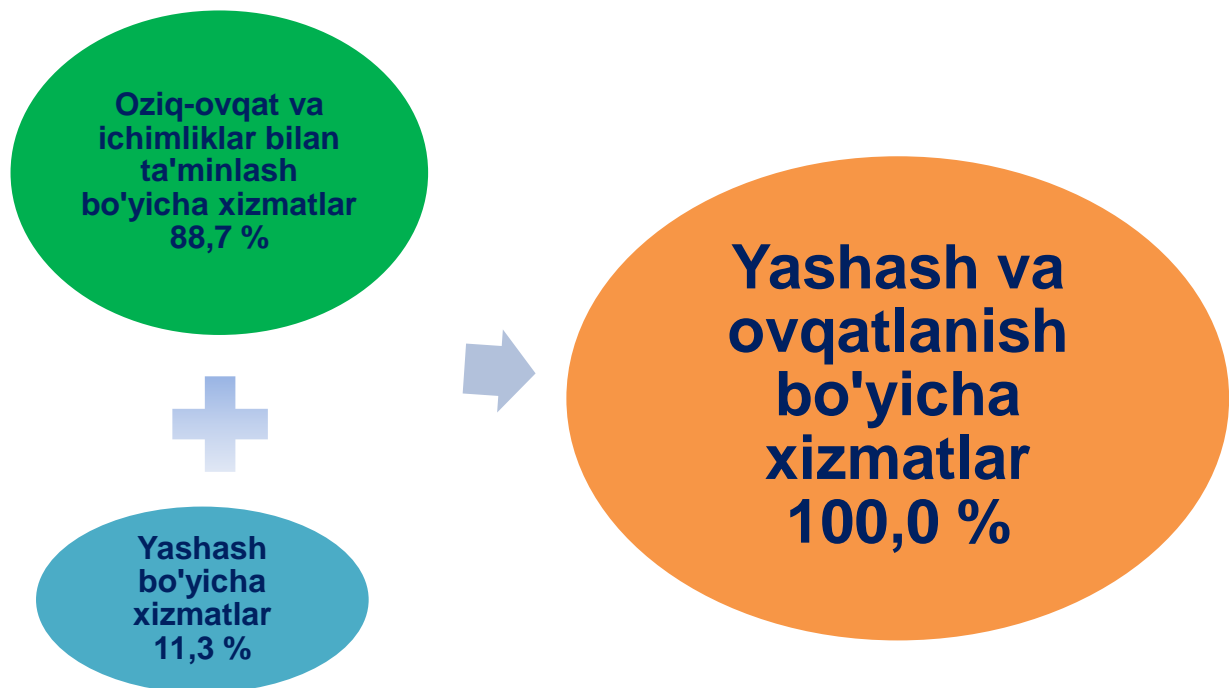 Oziq-ovqat va
ichimliklar bilan
ta'minlash
bo'yicha xizmatlar
88,7 %
Yashash
bo'yicha
xizmatlar
11,3 %
Yashash va
ovqatlanish
bo'yicha
xizmatlar
100,0 %